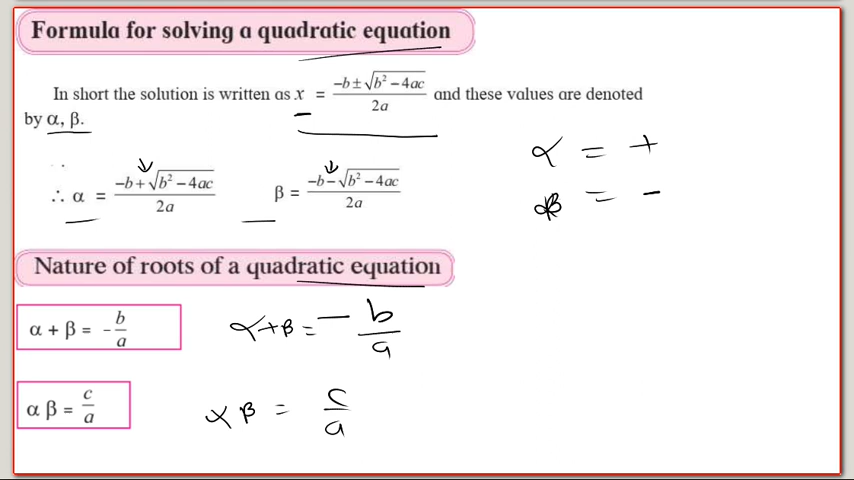 Formula for solving a quadratic equation
In short the solution is written as x = (−b ± √(b² − 4ac)) / 2a and these values are denoted
by α, β.
α = +
∴ α = (−b + √(b² − 4ac)) / 2a β = (−b − √(b² − 4ac)) / 2a
β = -
Nature of roots of a quadratic equation
α + β = -b/a α+β = - b/a
α β = c/a α β = c/a